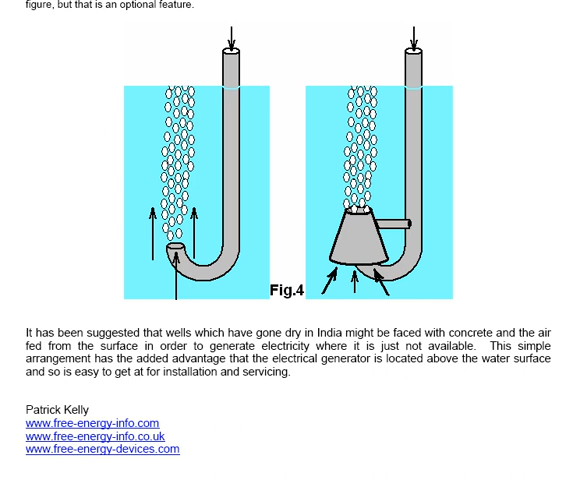 figure, but that is an optional feature.
Fig.4
It has been suggested that wells which have gone dry in India might be faced with concrete and the air
fed from the surface in order to generate electricity where it is just not available. This simple
arrangement has the added advantage that the electrical generator is located above the water surface
and so is easy to get at for installation and servicing.
Patrick Kelly
www.free-energy-info.com
www.free-energy-info.co.uk
www.free-energy-devices.com